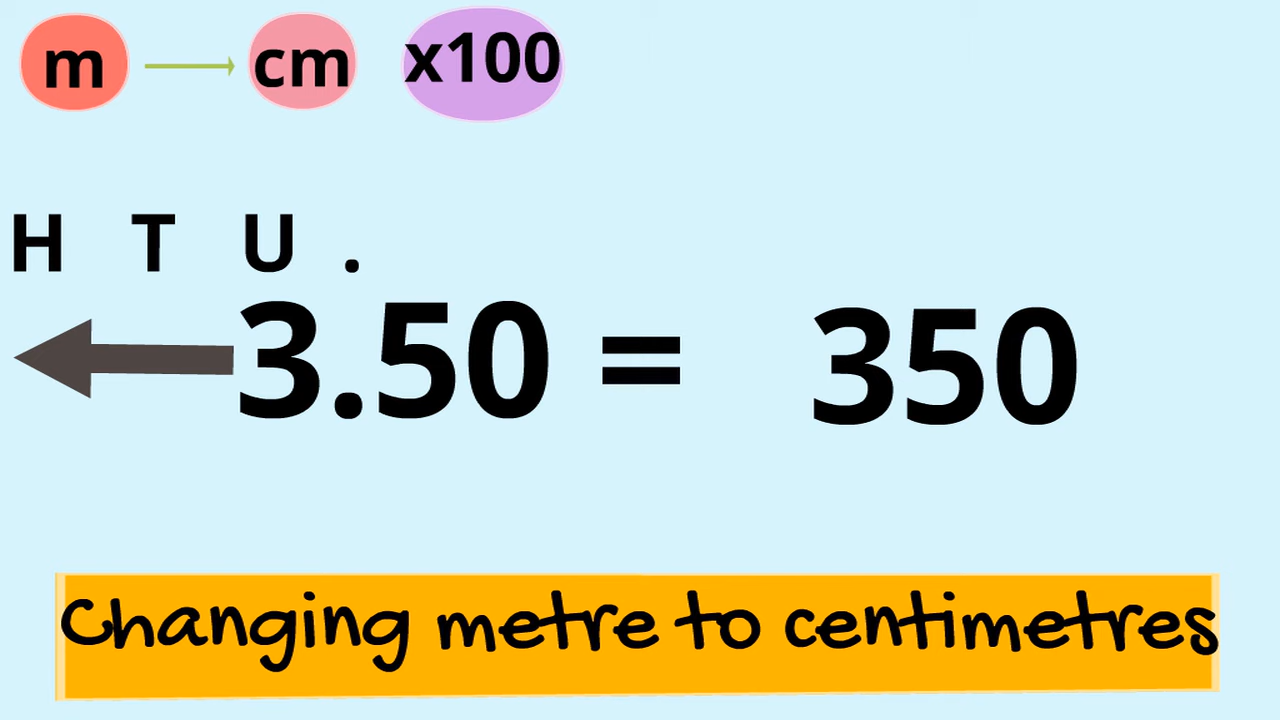 m cm x100
H T U .
3.50 = 350
Changing metre to centimetres